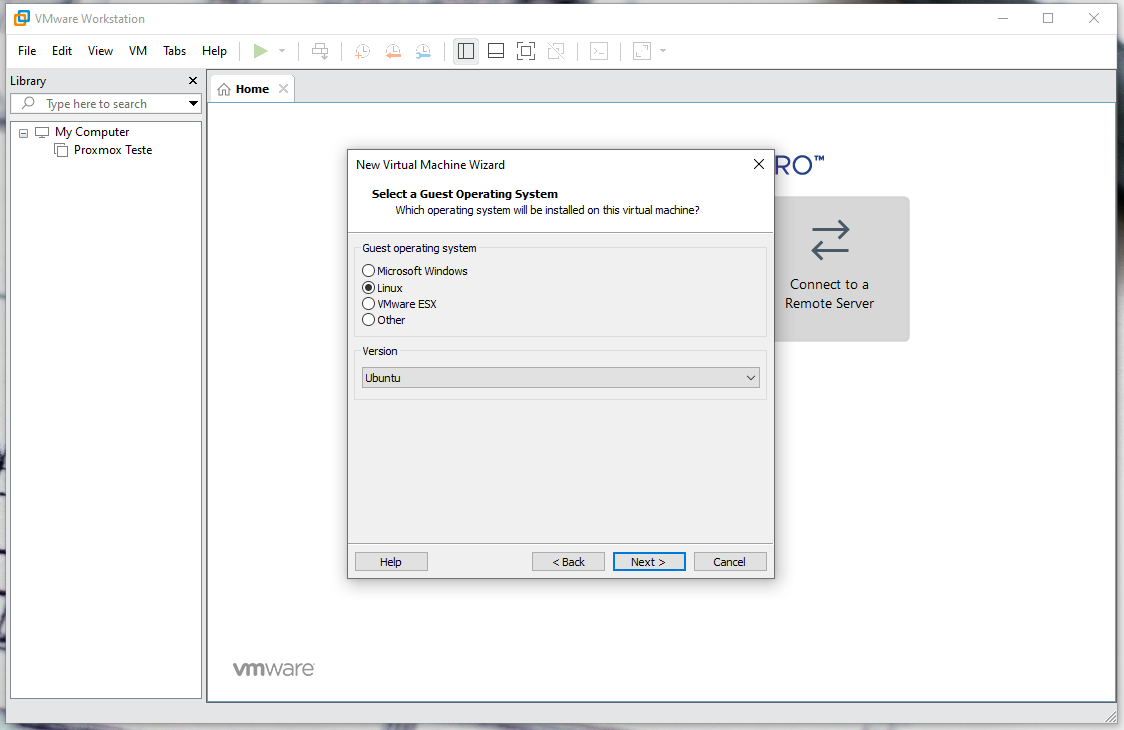 VMware Workstation
File Edit View VM Tabs Help
Library
Type here to search
My Computer
Proxmox Teste
Home
RO™
Connect to a
Remote Server
New Virtual Machine Wizard
Select a Guest Operating System
Which operating system will be installed on this virtual machine?
Guest operating system
Microsoft Windows
Linux
VMware ESX
Other
Version
Ubuntu
Help < Back Next > Cancel
vmware